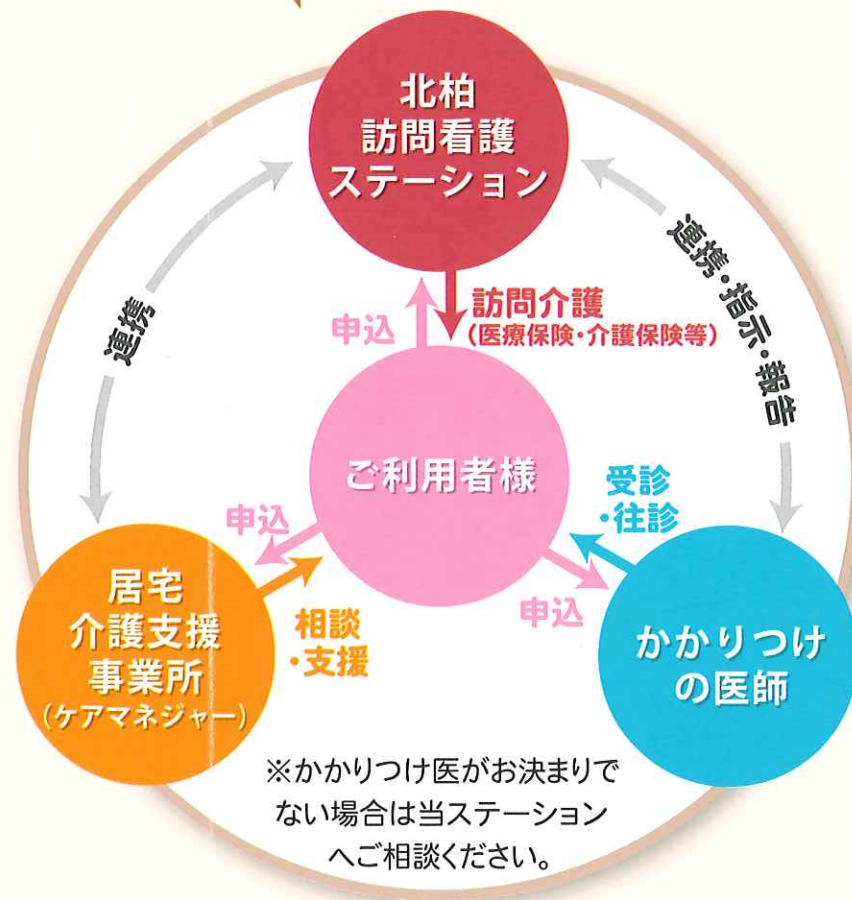 北柏
訪問看護
ステーション
連携
連携・指示・報告
申込
訪問介護
(医療保険・介護保険等)
ご利用者様
申込
受診
・往診
居宅
介護支援
事業所
(ケアマネジャー)
相談
・支援
申込
かかりつけ
の医師
※かかりつけ医がお決まりで
ない場合は当ステーション
へご相談ください。